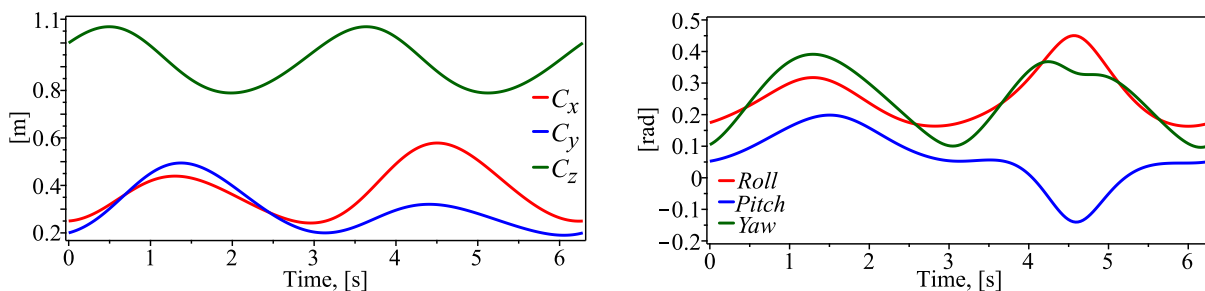 1.1
0.8
0.6
0.4
0.2
[m]
C_x
C_y
C_z
0 1 2 3 4 5 6
Time, [s]
0.5
0.4
0.3
0.2
0.1
0
−0.1
−0.2
[rad]
Roll
Pitch
Yaw
0 1 2 3 4 5 6
Time, [s]